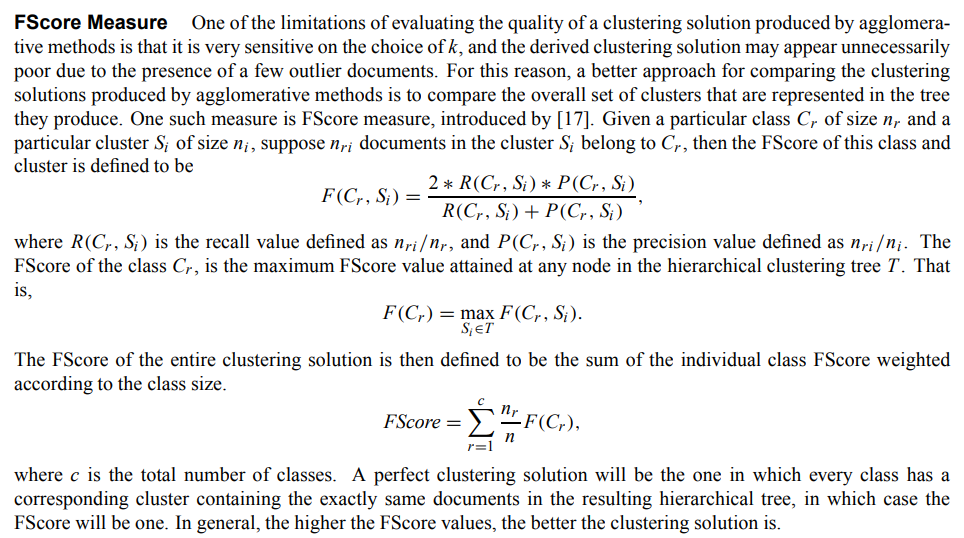 FScore Measure One of the limitations of evaluating the quality of a clustering solution produced by agglomera-
tive methods is that it is very sensitive on the choice of k, and the derived clustering solution may appear unnecessarily
poor due to the presence of a few outlier documents. For this reason, a better approach for comparing the clustering
solutions produced by agglomerative methods is to compare the overall set of clusters that are represented in the tree
they produce. One such measure is FScore measure, introduced by [17]. Given a particular class C_r of size n_r and a
particular cluster S_i of size n_i, suppose n_{ri} documents in the cluster S_i belong to C_r, then the FScore of this class and
cluster is defined to be
F(C_r, S_i) = \frac{2 * R(C_r, S_i) * P(C_r, S_i)}{R(C_r, S_i) + P(C_r, S_i)},
where R(C_r, S_i) is the recall value defined as n_{ri}/n_r, and P(C_r, S_i) is the precision value defined as n_{ri}/n_i. The
FScore of the class C_r, is the maximum FScore value attained at any node in the hierarchical clustering tree T. That
is,
F(C_r) = \max_{S_i \in T} F(C_r, S_i).
The FScore of the entire clustering solution is then defined to be the sum of the individual class FScore weighted
according to the class size.
FScore = \sum_{r=1}^{c} \frac{n_r}{n} F(C_r),
where c is the total number of classes. A perfect clustering solution will be the one in which every class has a
corresponding cluster containing the exactly same documents in the resulting hierarchical tree, in which case the
FScore will be one. In general, the higher the FScore values, the better the clustering solution is.